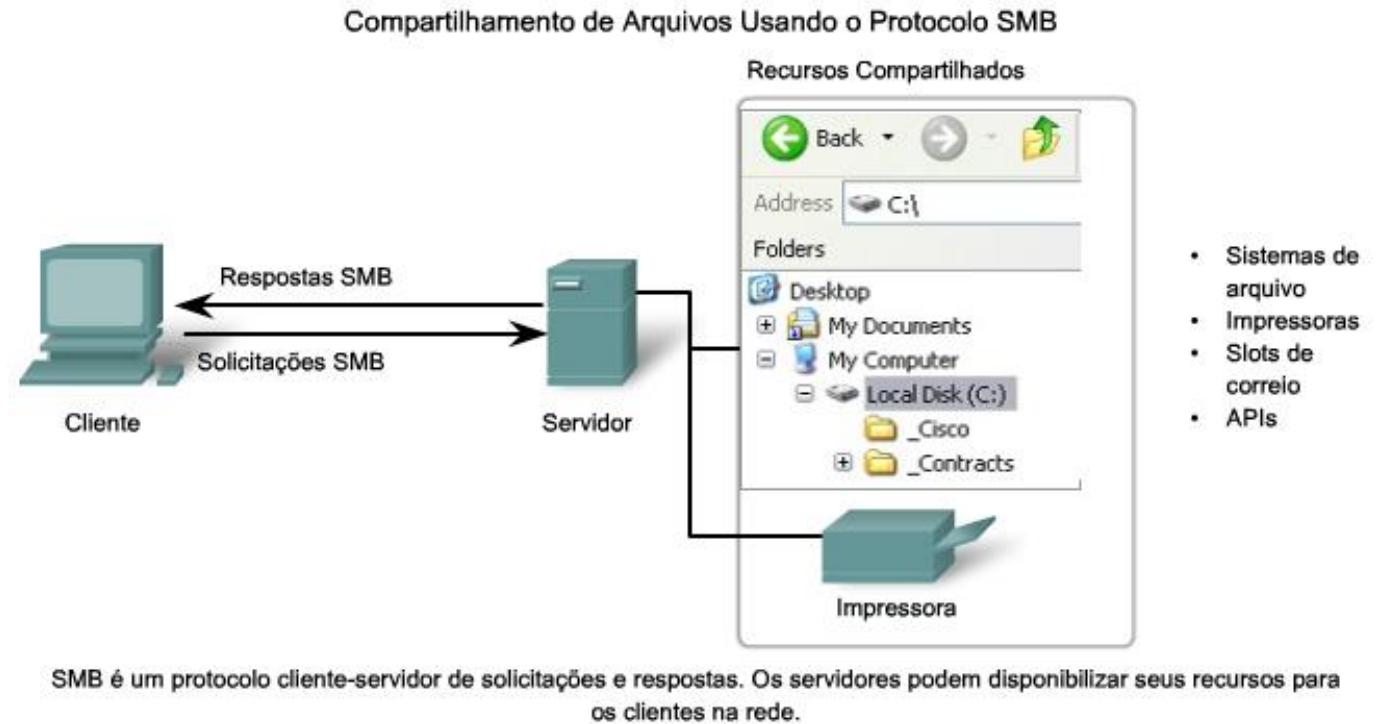 Compartilhamento de Arquivos Usando o Protocolo SMB
Recursos Compartilhados
Back
Address C:\
Folders
Desktop
My Documents
My Computer
Local Disk (C:)
_Cisco
_Contracts
Impressora
Respostas SMB
Solicitações SMB
Cliente
Servidor
• Sistemas de
arquivo
• Impressoras
• Slots de
correio
• APIs
SMB é um protocolo cliente-servidor de solicitações e respostas. Os servidores podem disponibilizar seus recursos para
os clientes na rede.